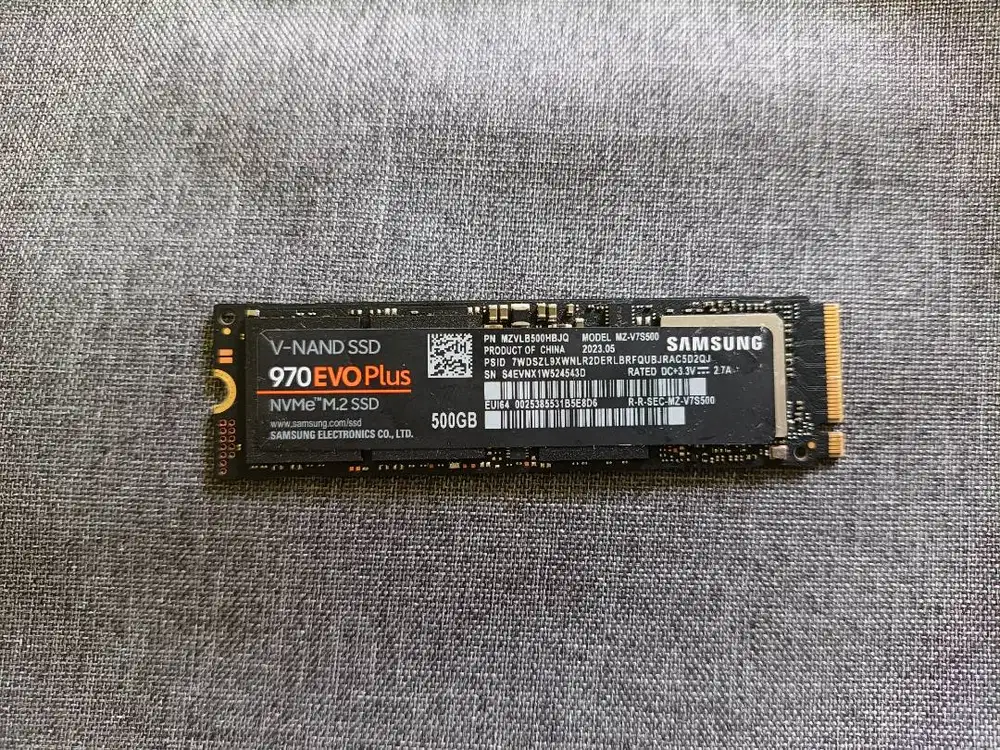 V-NAND SSD
970 EVO Plus
NVMe™ M.2 SSD
www.samsung.com/ssd
SAMSUNG ELECTRONICS CO., LTD.
500GB
PN MZVLB500HBJQ MODEL MZ-V7S500
PRODUCT OF CHINA 2023.05
PSID 7WDSZL9XWNLR2DERLBRFQUBJRAC5D2QJ
SN S4EVNX1W524543D RATED DC+3.3V⎓ 2.7A
EUI64 0025385531B5E8D6 R-R-SEC-MZ-V7S500
SAMSUNG